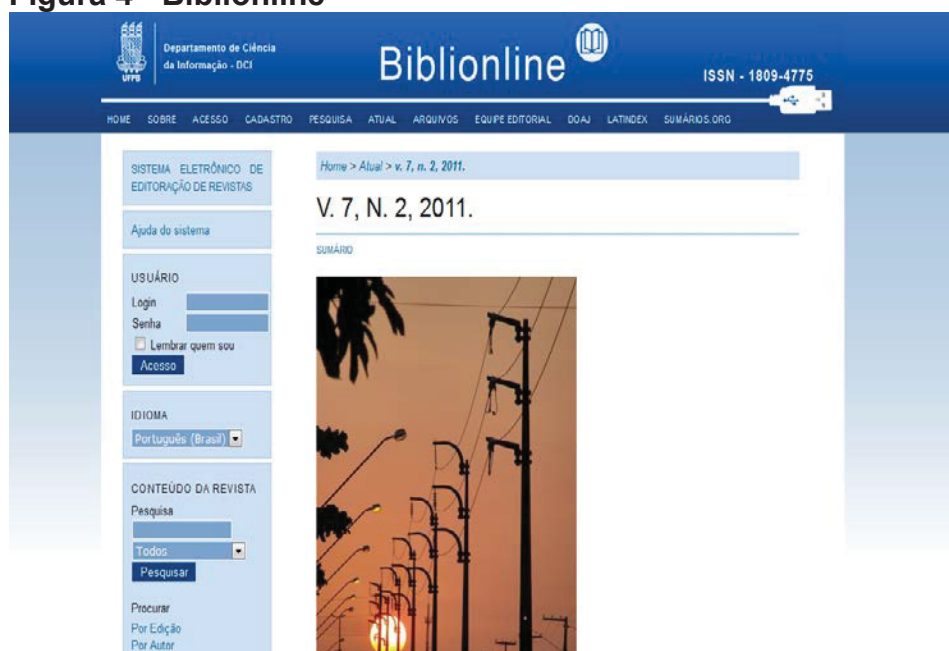 Figura 4 - Biblionline
UFPB
Departamento de Ciência
da Informação - DCI
Biblionline
ISSN - 1809-4775
HOME SOBRE ACESSO CADASTRO PESQUISA ATUAL ARQUIVOS EQUIPE EDITORIAL DOAJ LATINDEX SUMÁRIOS.ORG
SISTEMA ELETRÔNICO DE
EDITORAÇÃO DE REVISTAS
Ajuda do sistema
USUÁRIO
Login
Senha
Lembrar quem sou
Acesso
IDIOMA
Português (Brasil)
CONTEÚDO DA REVISTA
Pesquisa
Todos
Pesquisar
Procurar
Por Edição
Por Autor
Home > Atual > v. 7, n. 2, 2011.
V. 7, N. 2, 2011.
SUMÁRIO